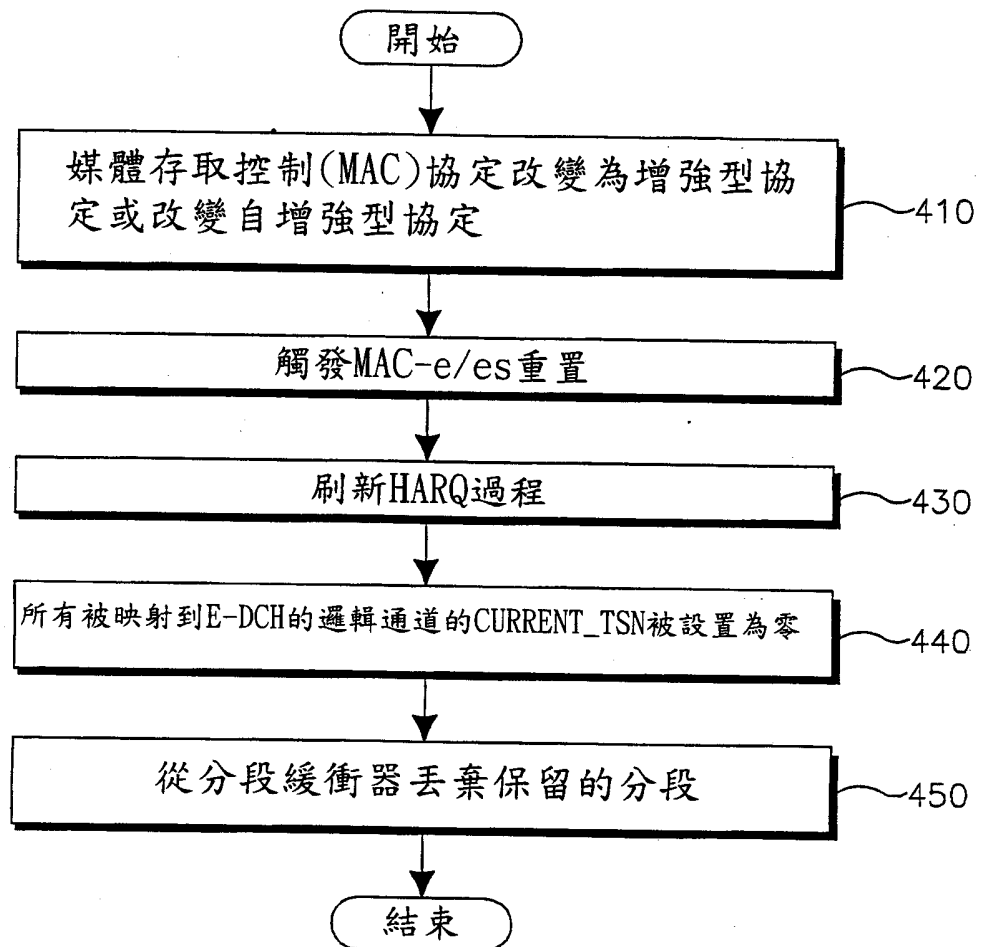 開始
媒體存取控制(MAC)協定改變為增強型協
定或改變自增強型協定
410
觸發MAC-e/es重置
420
刷新HARQ過程
430
所有被映射到E-DCH的邏輯通道的CURRENT_TSN被設置為零
440
從分段緩衝器丟棄保留的分段
450
結束